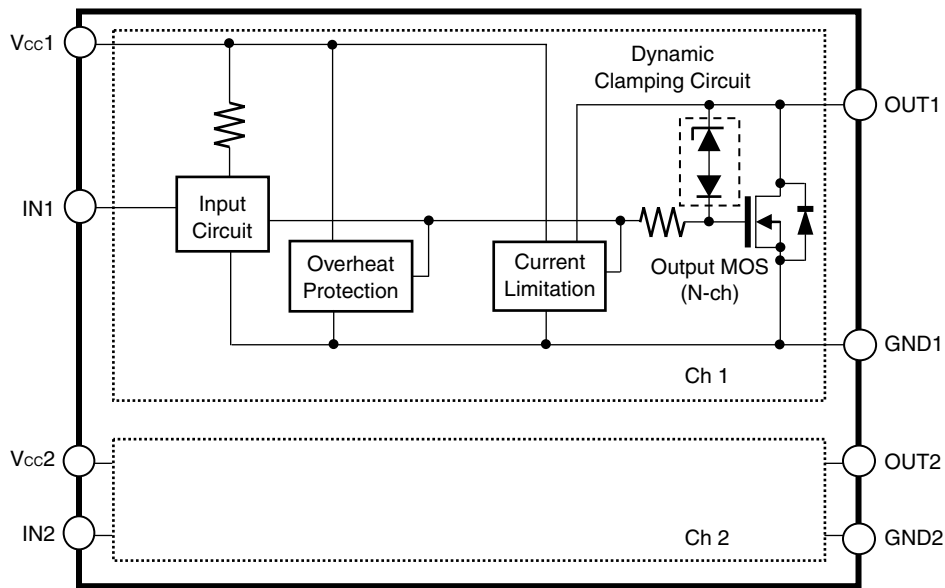 Vcc1
Dynamic
Clamping Circuit
OUT1
IN1
Input
Circuit
Overheat
Protection
Current
Limitation
Output MOS
(N-ch)
GND1
Ch 1
Vcc2
OUT2
IN2
Ch 2
GND2